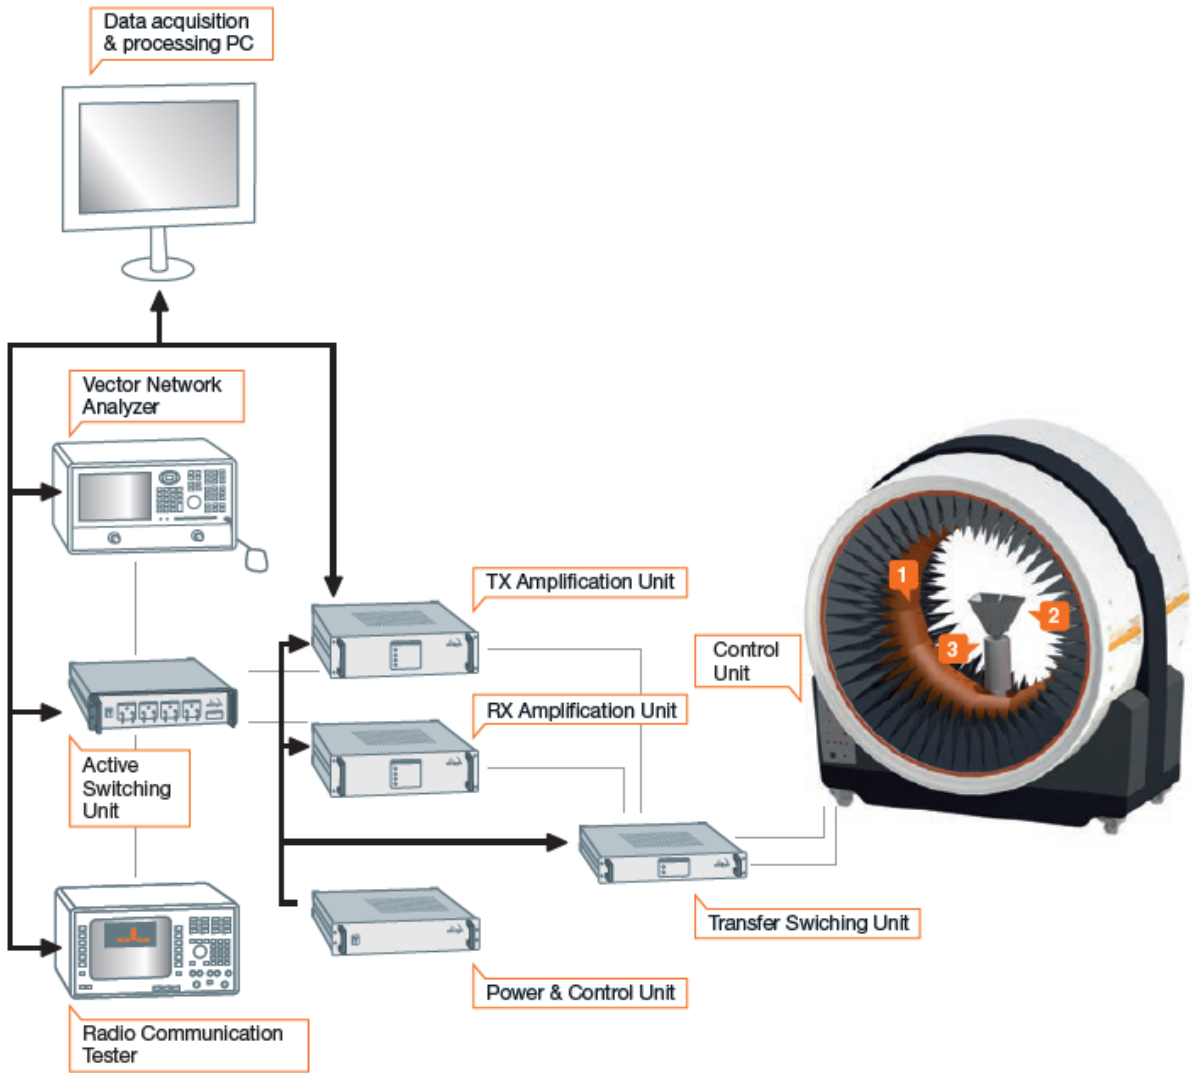 Data acquisition
& processing PC
Vector Network
Analyzer
TX Amplification Unit
1
2
3
Control
Unit
RX Amplification Unit
Active
Switching
Unit
Transfer Swiching Unit
Power & Control Unit
Radio Communication
Tester